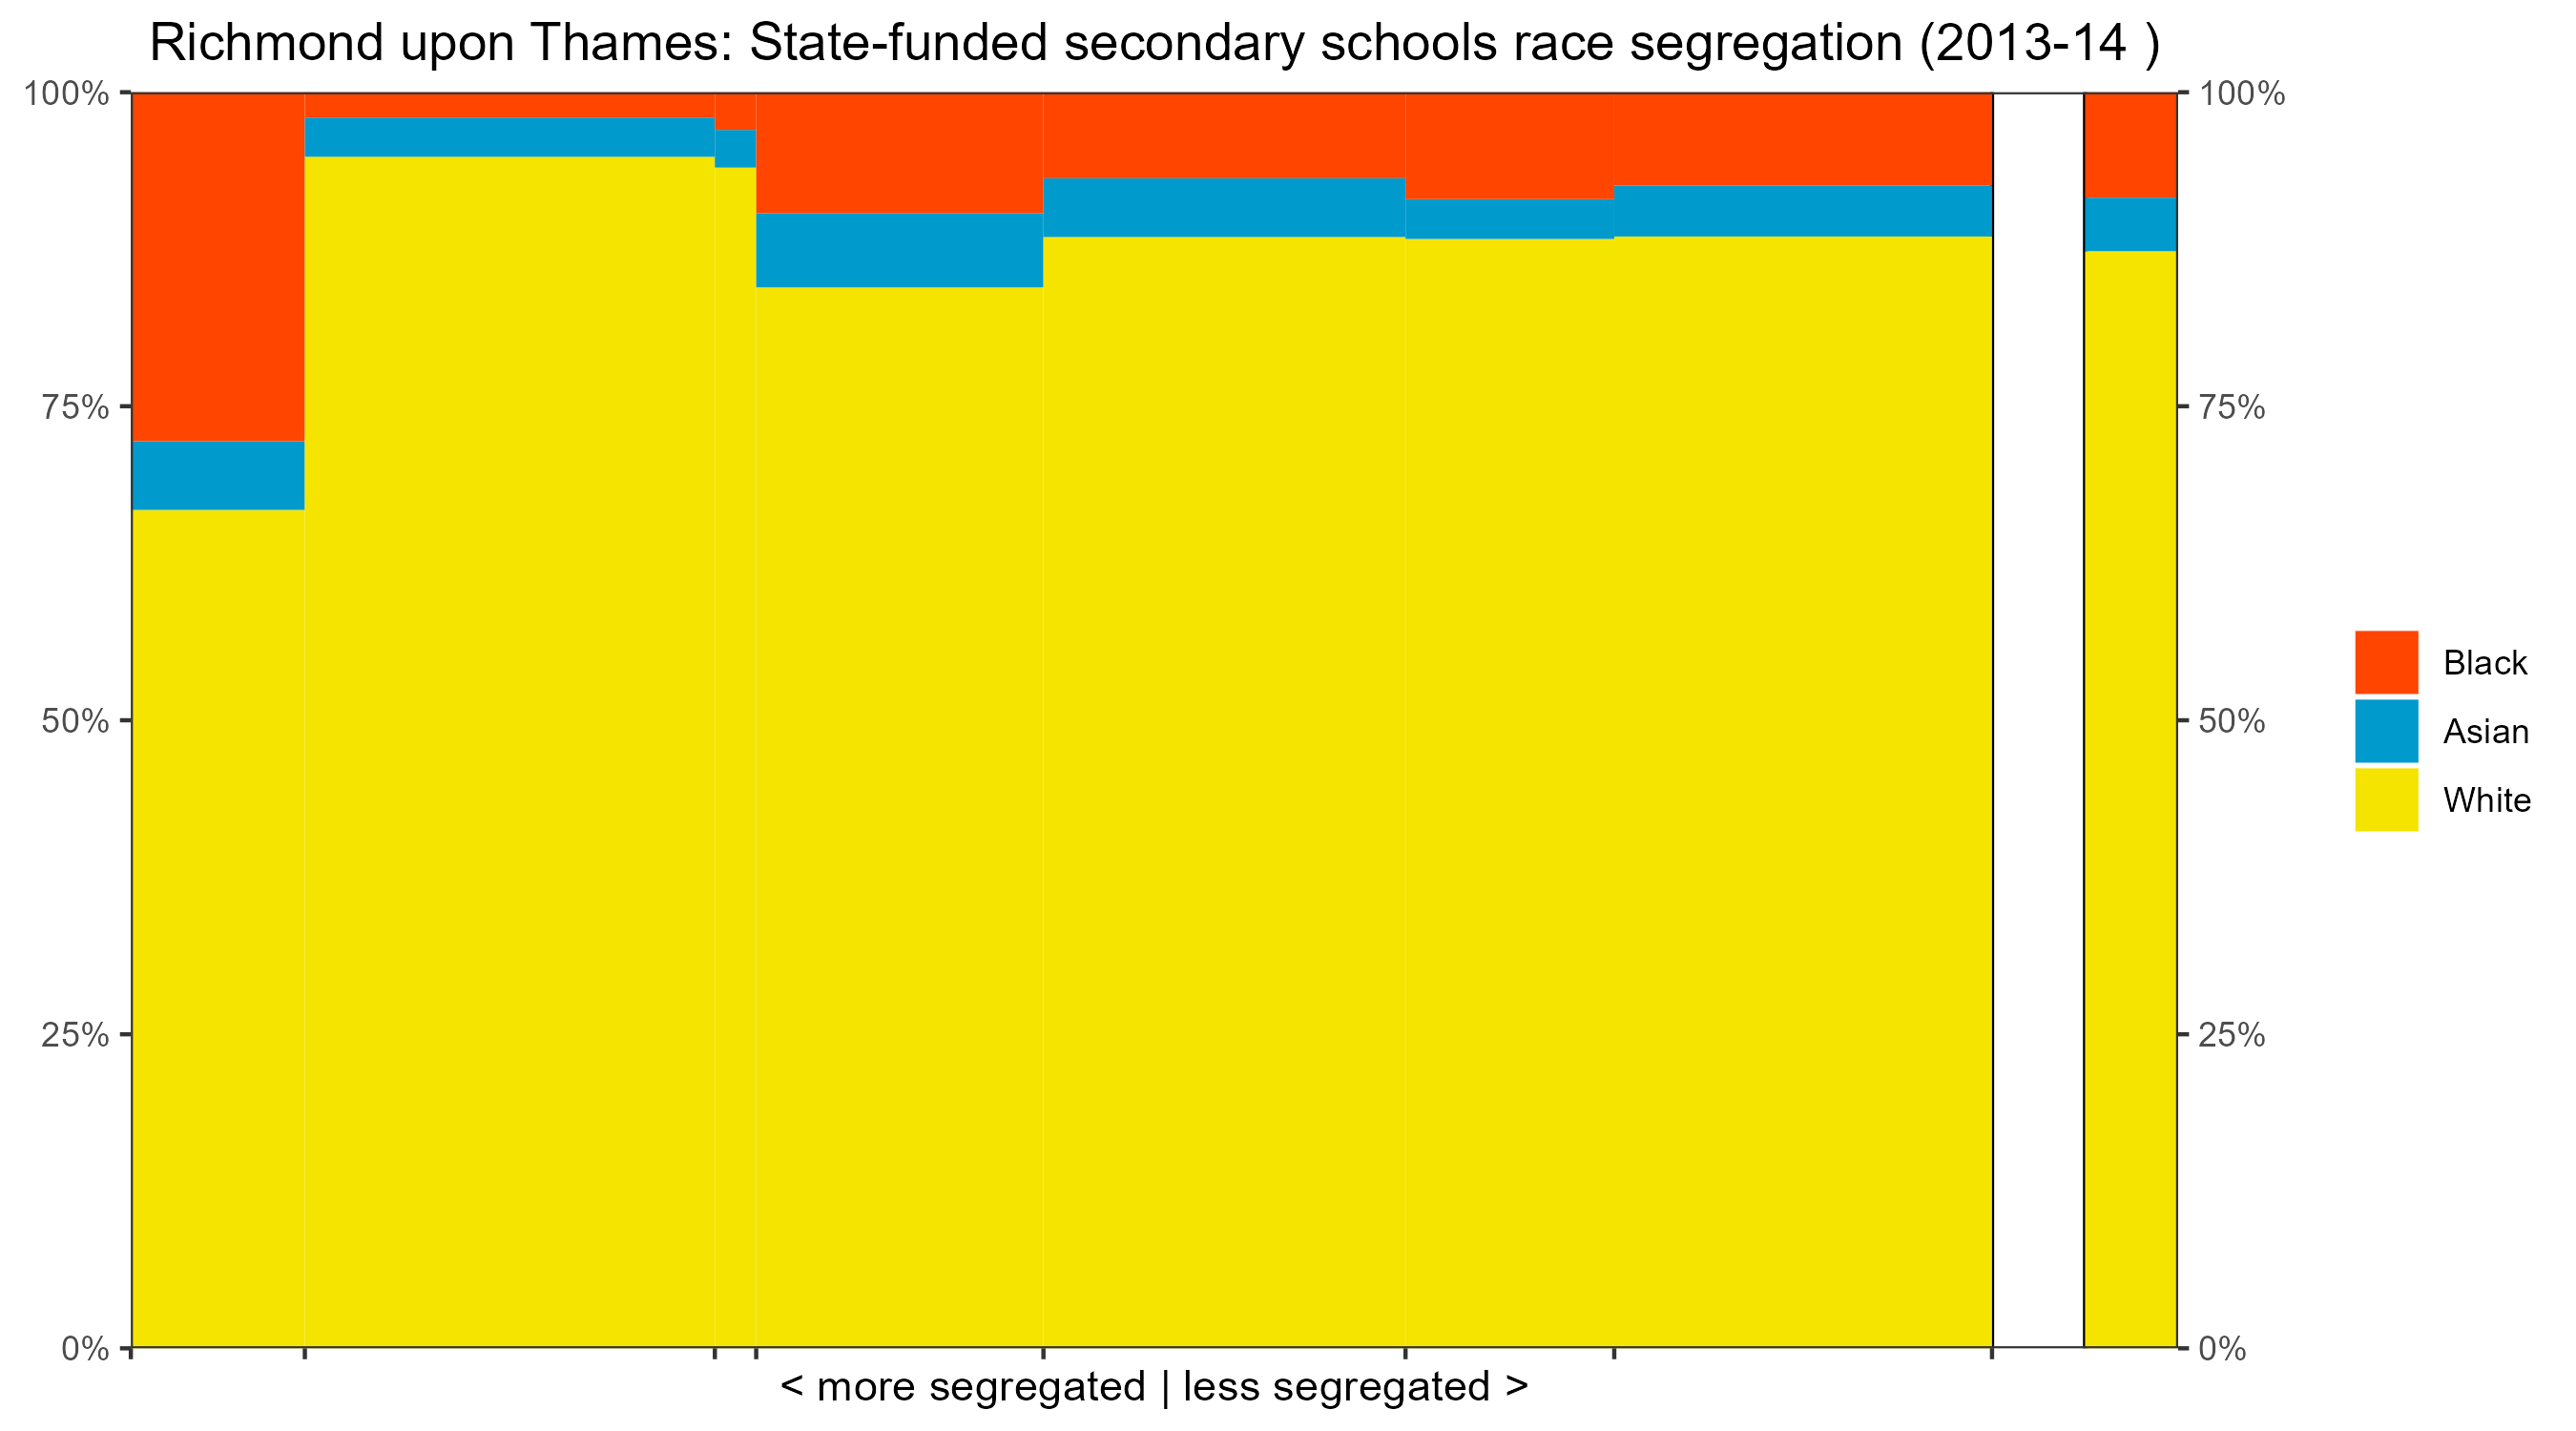 Richmond upon Thames: State-funded secondary schools race segregation (2013-14 )
100%
75%
50%
25%
0%
100%
75%
50%
25%
0%
Black
Asian
White
< more segregated | less segregated >